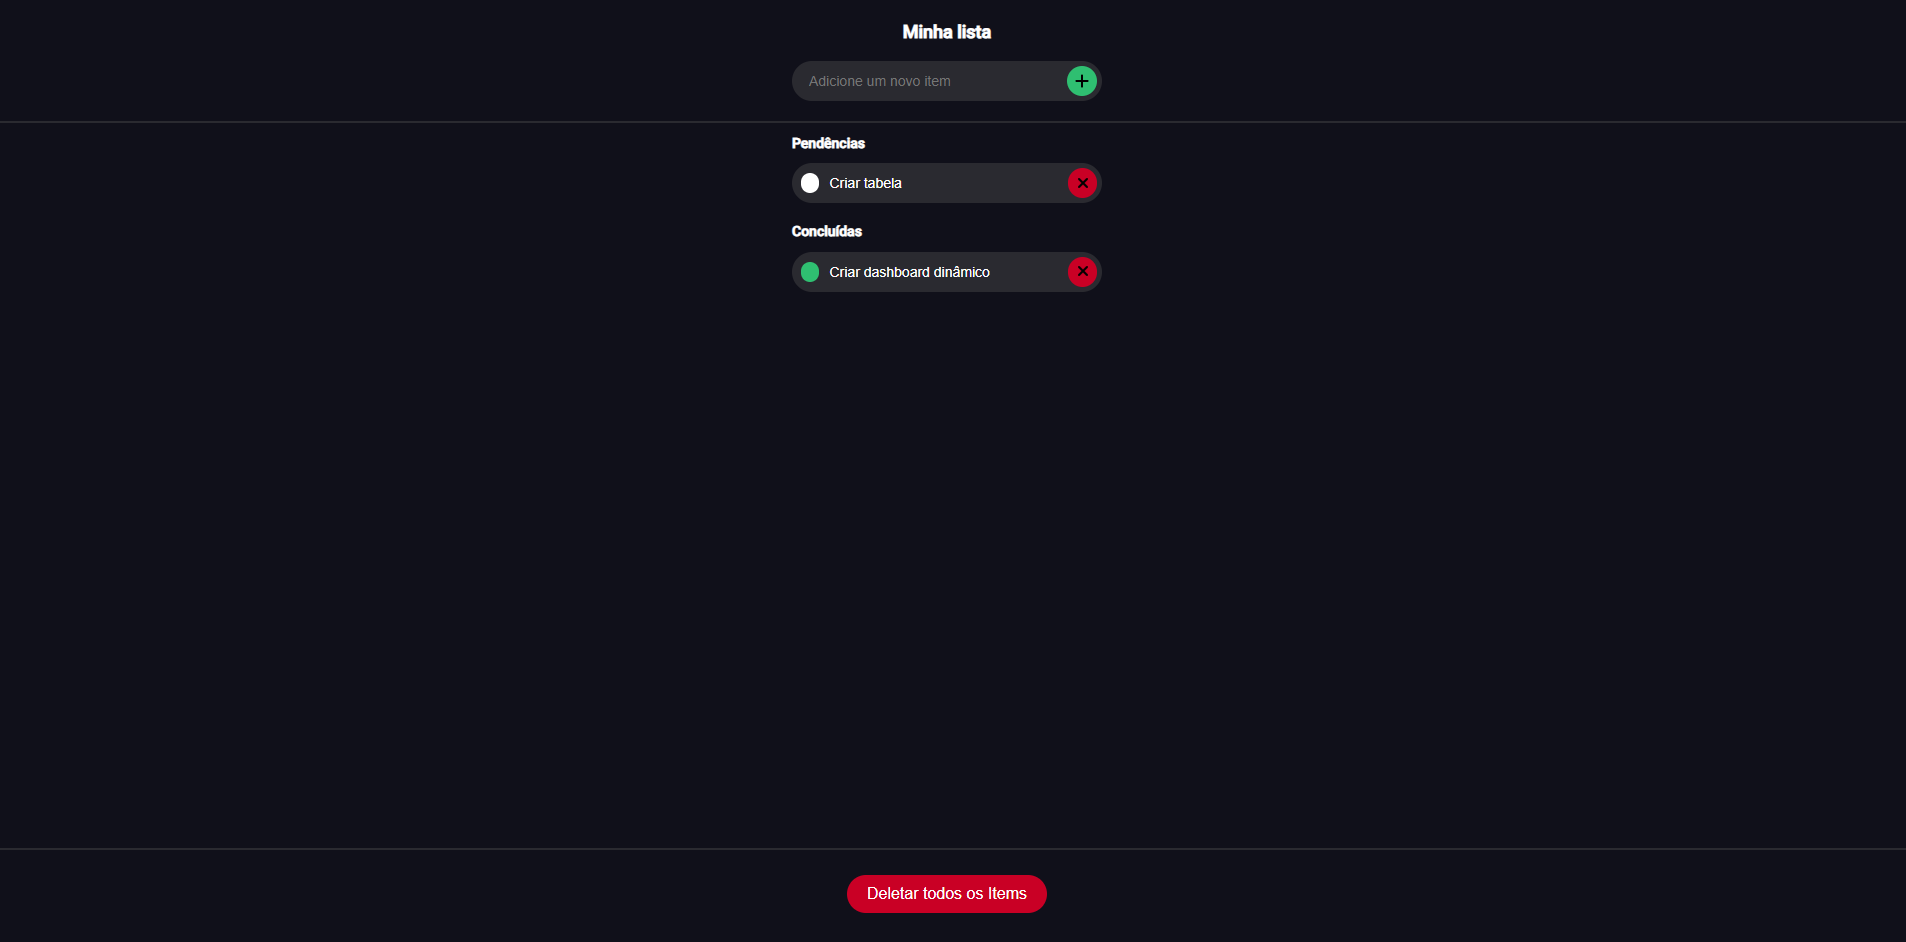 Minha lista
Adicione um novo item
Pendências
Criar tabela
Concluídas
Criar dashboard dinâmico
Deletar todos os Items